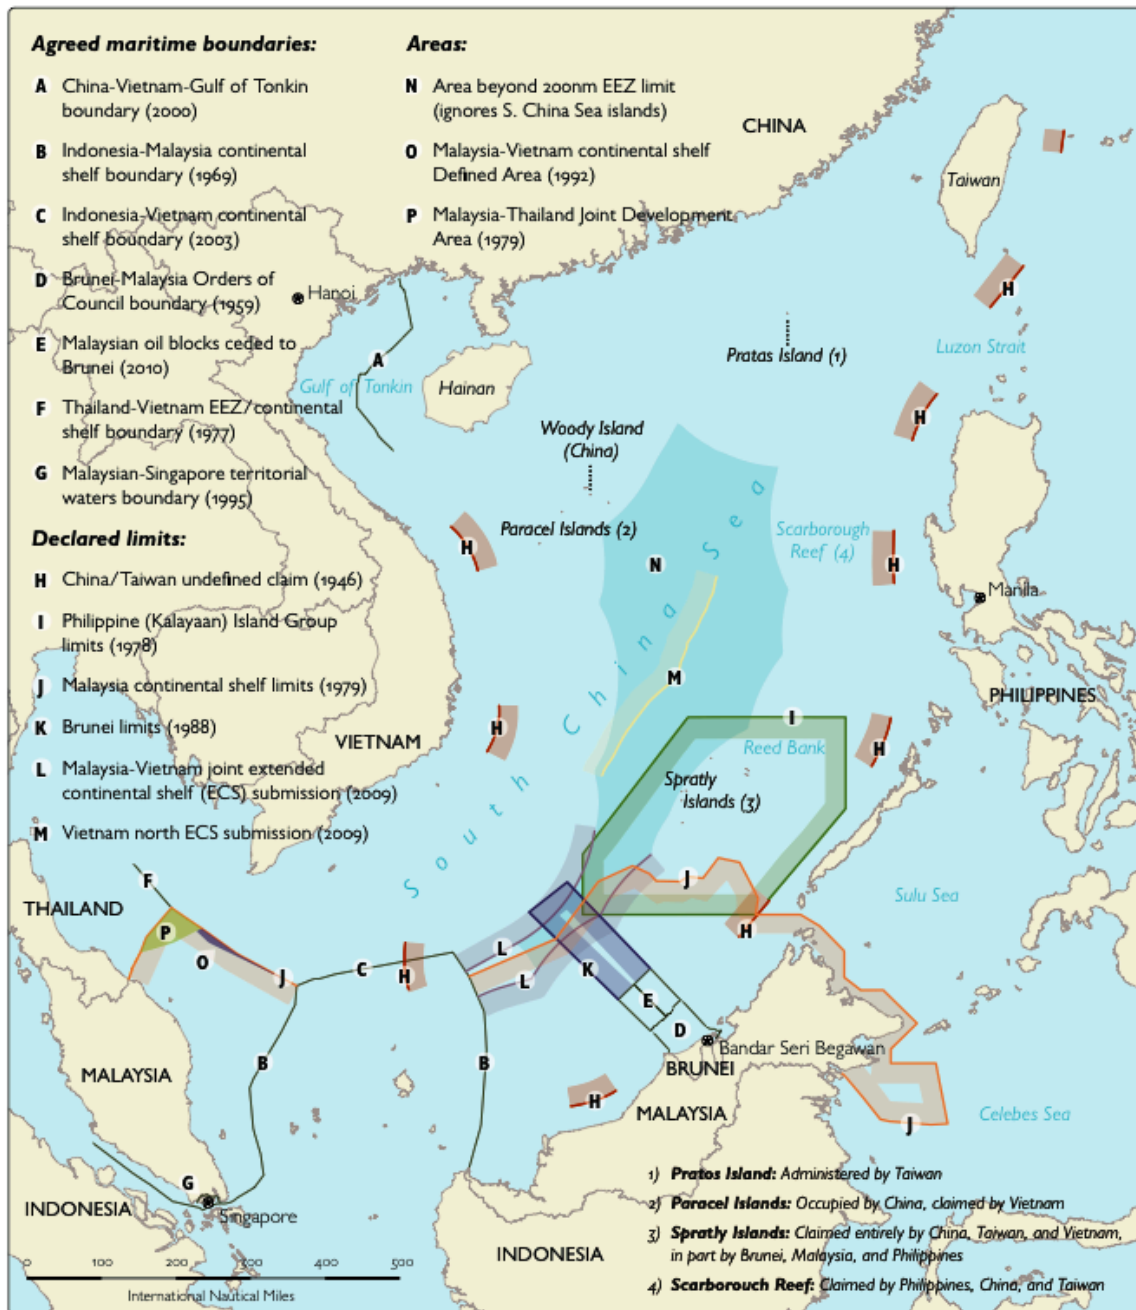 Agreed maritime boundaries:
A China-Vietnam-Gulf of Tonkin
boundary (2000)
B Indonesia-Malaysia continental
shelf boundary (1969)
C Indonesia-Vietnam continental
shelf boundary (2003)
D Brunei-Malaysia Orders of
Council boundary (1959)
E Malaysian oil blocks ceded to
Brunei (2010)
F Thailand-Vietnam EEZ/continental
shelf boundary (1977)
G Malaysian-Singapore territorial
waters boundary (1995)
Declared limits:
H China/Taiwan undefined claim (1946)
I Philippine (Kalayaan) Island Group
limits (1978)
J Malaysia continental shelf limits (1979)
K Brunei limits (1988)
L Malaysia-Vietnam joint extended
continental shelf (ECS) submission (2009)
M Vietnam north ECS submission (2009)
Areas:
N Area beyond 200nm EEZ limit
(ignores S. China Sea islands)
O Malaysia-Vietnam continental shelf
Defined Area (1992)
P Malaysia-Thailand Joint Development
Area (1979)
CHINA
Taiwan
Hanoi
H
A
Gulf of Tonkin
Hainan
Pratas Island (1)
Luzon Strait
H
Woody Island
(China)
Paracel Islands (2)
H
N
Scarborough
Reef (4)
H
Manila
South China Sea
M
PHILIPPINES
H
VIETNAM
I
Reed Bank
H
Spratly
Islands (3)
F
THAILAND
P
O
J
C
H
L
L
K
J
H
Sulu Sea
E
D
Bandar Seri Begawan
BRUNEI
B
B
MALAYSIA
H
MALAYSIA
J
Celebes Sea
G
Singapore
INDONESIA
INDONESIA
0 100 200 300 400 500
International Nautical Miles
1) Pratos Island: Administered by Taiwan
2) Paracel Islands: Occupied by China, claimed by Vietnam
3) Spratly Islands: Claimed entirely by China, Taiwan, and Vietnam,
in part by Brunei, Malaysia, and Philippines
4) Scarborouch Reef: Claimed by Philippines, China, and Taiwan